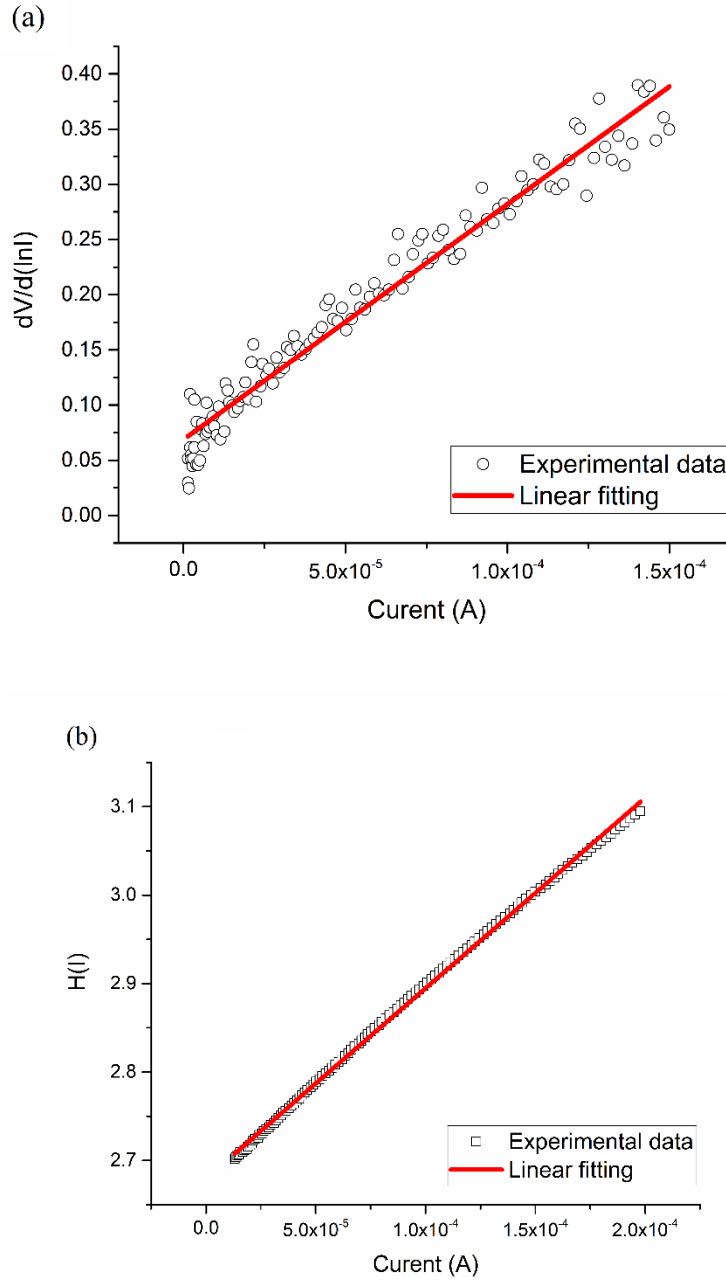 (a)
0.40
0.35
0.30
0.25
0.20
0.15
0.10
0.05
0.00
dV/d(lnI)
Experimental data
Linear fitting
0.0
5.0x10⁻⁵
1.0x10⁻⁴
1.5x10⁻⁴
Curent (A)
(b)
3.1
3.0
2.9
2.8
2.7
H(I)
Experimental data
Linear fitting
0.0
5.0x10⁻⁵
1.0x10⁻⁴
1.5x10⁻⁴
2.0x10⁻⁴
Curent (A)